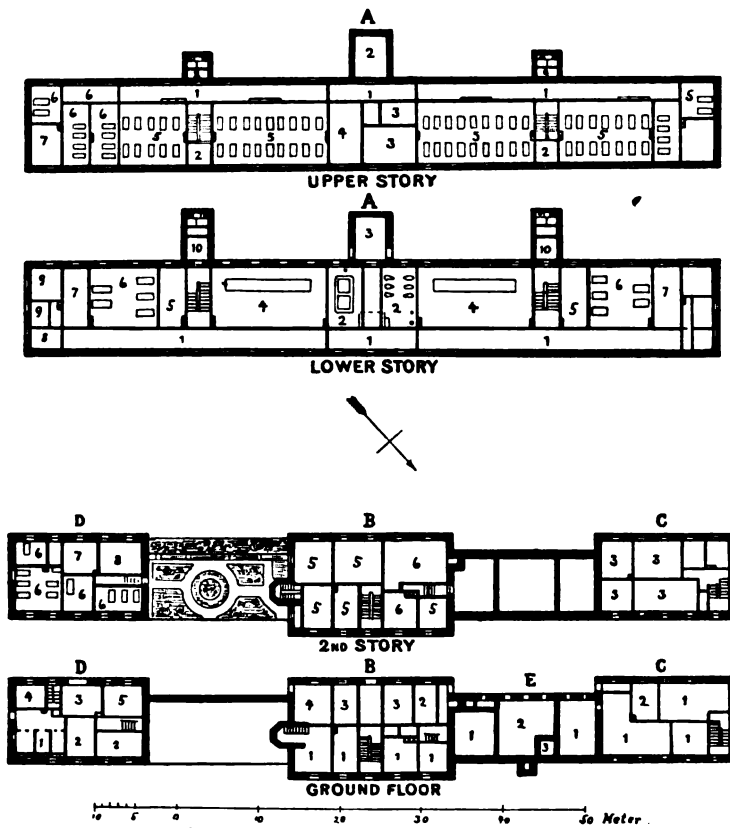 A
2
1 1 1
6 6 5
6 6 5 5 4 3 5 5
7 2 3 2
UPPER STORY
A
3
10 10
9 7 6 5 4 2 2 4 5 6 7
9
8 1 1 1
LOWER STORY
D B C
6 7 8 5 5 6 3 3
6 6 6 6 5 5 6 5 3 3
2ND STORY
D B E C
4 3 5 4 3 3 2 2 1
1 2 2 1 1 1 1 1 2 3 1 1 1
GROUND FLOOR
10 5 0 10 20 30 40 50 Meter